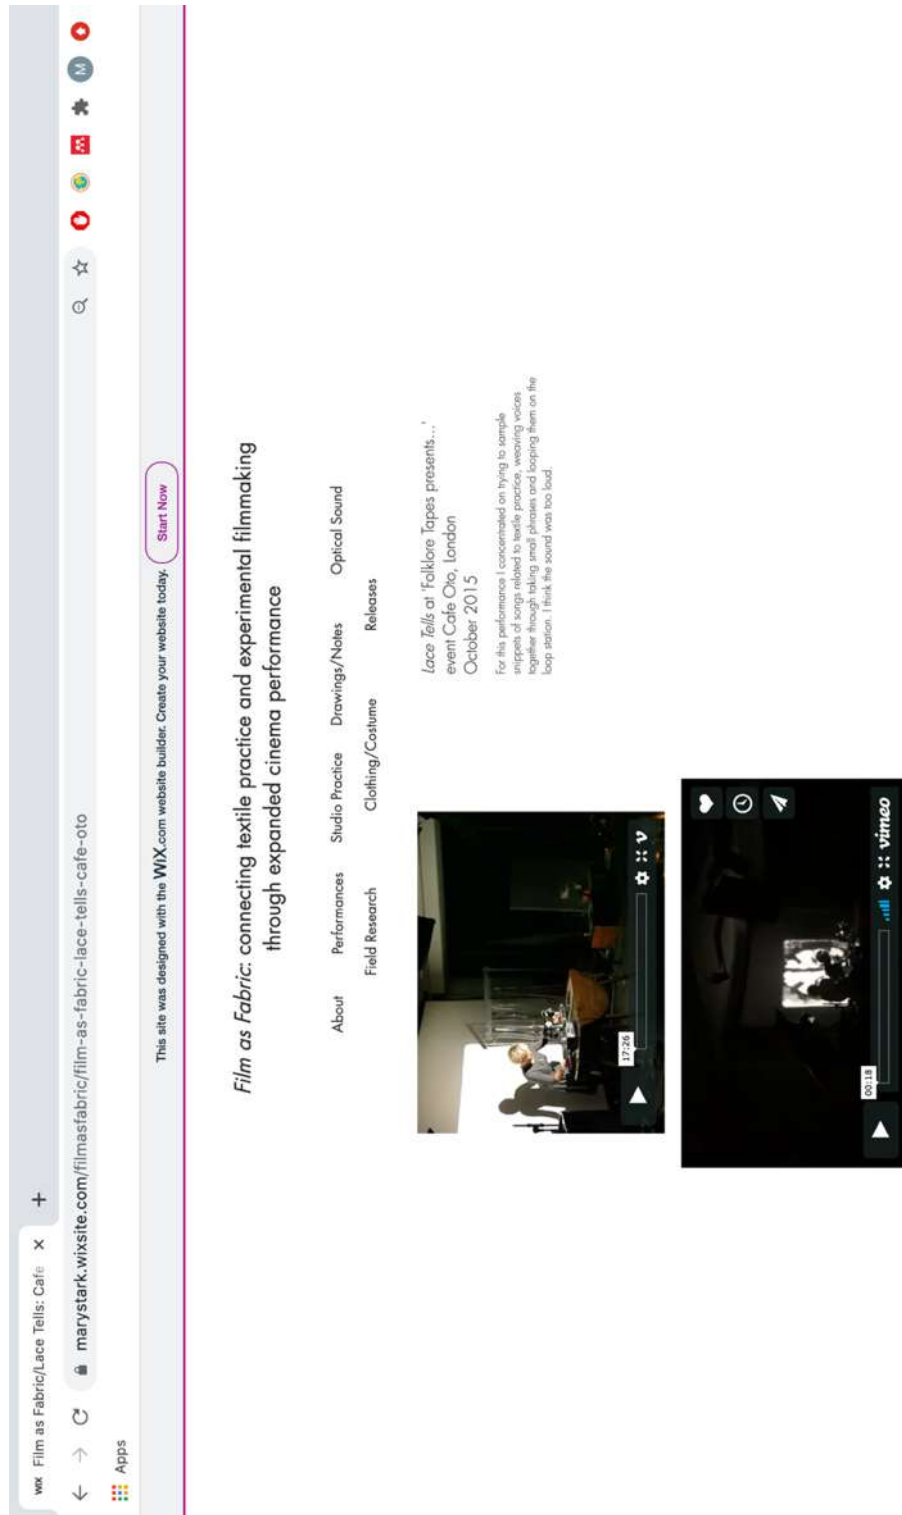 WIX Film as Fabric/Lace Tells: Cafe
marystark.wixsite.com/filmasfabric/film-as-fabric-lace-tells-cafe-oto
M
Apps
This site was designed with the WiX.com website builder. Create your website today. Start Now
Film as Fabric: connecting textile practice and experimental filmmaking
through expanded cinema performance
About Performances Studio Practice Drawings/Notes Optical Sound
Field Research Clothing/Costume Releases
17:26
v
Lace Tells at 'Folklore Tapes presents...'
event Cafe Oto, London
October 2015
For this performance I concentrated on trying to sample
snippets of songs related to textile practice, weaving voices
together through taking small phrases and looping them on the
loop station. I think the sound was too loud.
00:18
vimeo